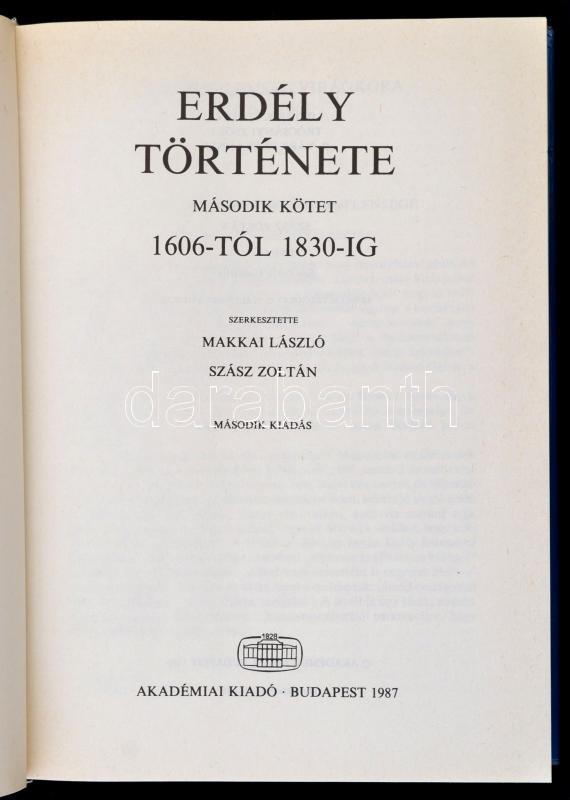 ERDÉLY
TÖRTÉNETE
MÁSODIK KÖTET
1606-TÓL 1830-IG
SZERKESZTETTE
MAKKAI LÁSZLÓ
SZÁSZ ZOLTÁN
darabanth
MÁSODIK KIADÁS
1828
AKADÉMIAI KIADÓ · BUDAPEST 1987